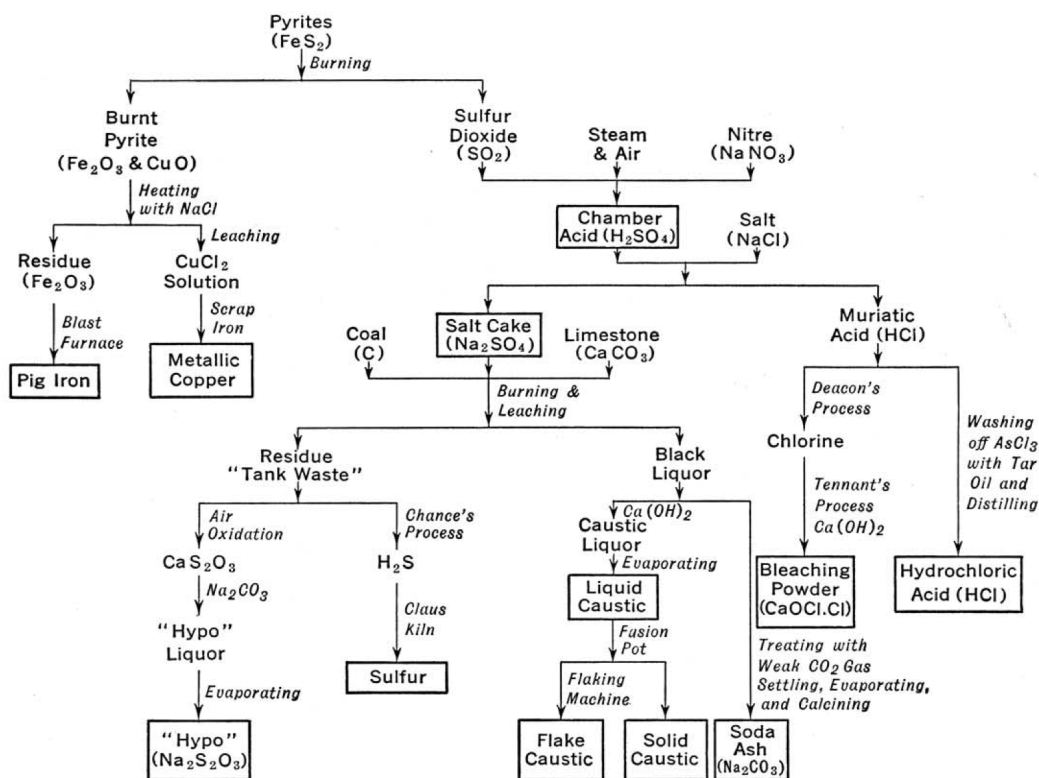 Pyrites
(FeS₂)
Burning
Burnt
Pyrite
(Fe₂O₃ & CuO)
Sulfur
Dioxide
(SO₂)
Steam
& Air
Nitre
(NaNO₃)
Heating
with NaCl
Chamber
Acid (H₂SO₄)
Salt
(NaCl)
Leaching
Residue
(Fe₂O₃)
CuCl₂
Solution
Blast
Furnace
Scrap
Iron
Pig Iron
Metallic
Copper
Coal
(C)
Salt Cake
(Na₂SO₄)
Limestone
(CaCO₃)
Muriatic
Acid (HCl)
Burning &
Leaching
Deacon's
Process
Chlorine
Washing
off AsCl₃
with Tar
Oil and
Distilling
Residue
“Tank Waste”
Black
Liquor
Tennant's
Process
Ca(OH)₂
Air
Oxidation
Chance's
Process
Ca(OH)₂
Caustic
Liquor
CaS₂O₃
H₂S
Evaporating
Na₂CO₃
Liquid
Caustic
Bleaching
Powder
(CaOCl.Cl)
Hydrochloric
Acid (HCl)
“Hypo”
Liquor
Claus
Kiln
Fusion
Pot
Treating with
Weak CO₂ Gas
Settling, Evaporating,
and Calcining
Sulfur
Evaporating
Flaking
Machine
“Hypo”
(Na₂S₂O₃)
Flake
Caustic
Solid
Caustic
Soda
Ash
(Na₂CO₃)